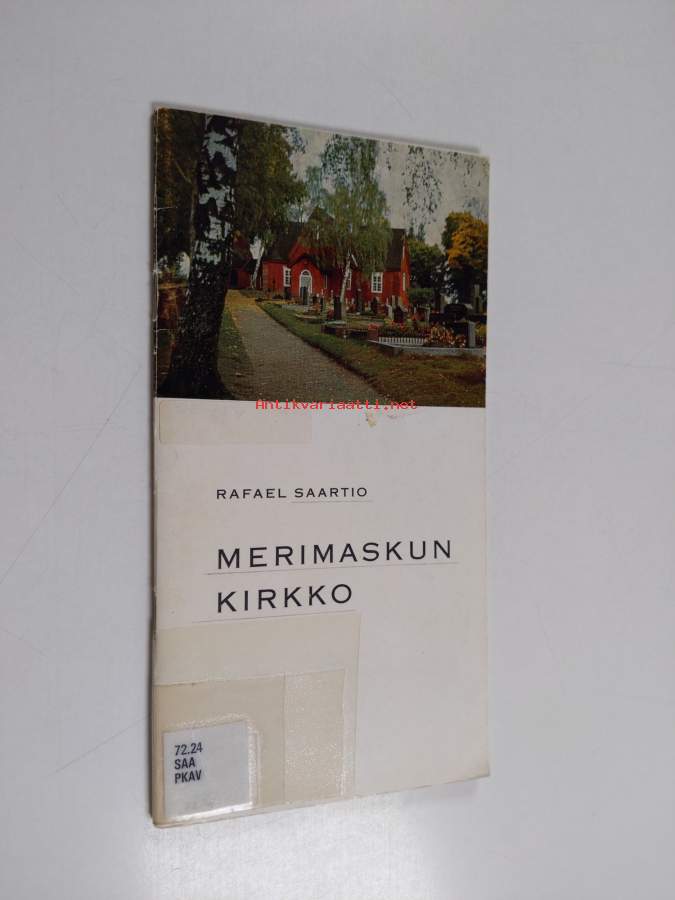 Antikvariaatti.net
RAFAEL SAARTIO
MERIMASKUN
KIRKKO
72.24
SAA
PKAV